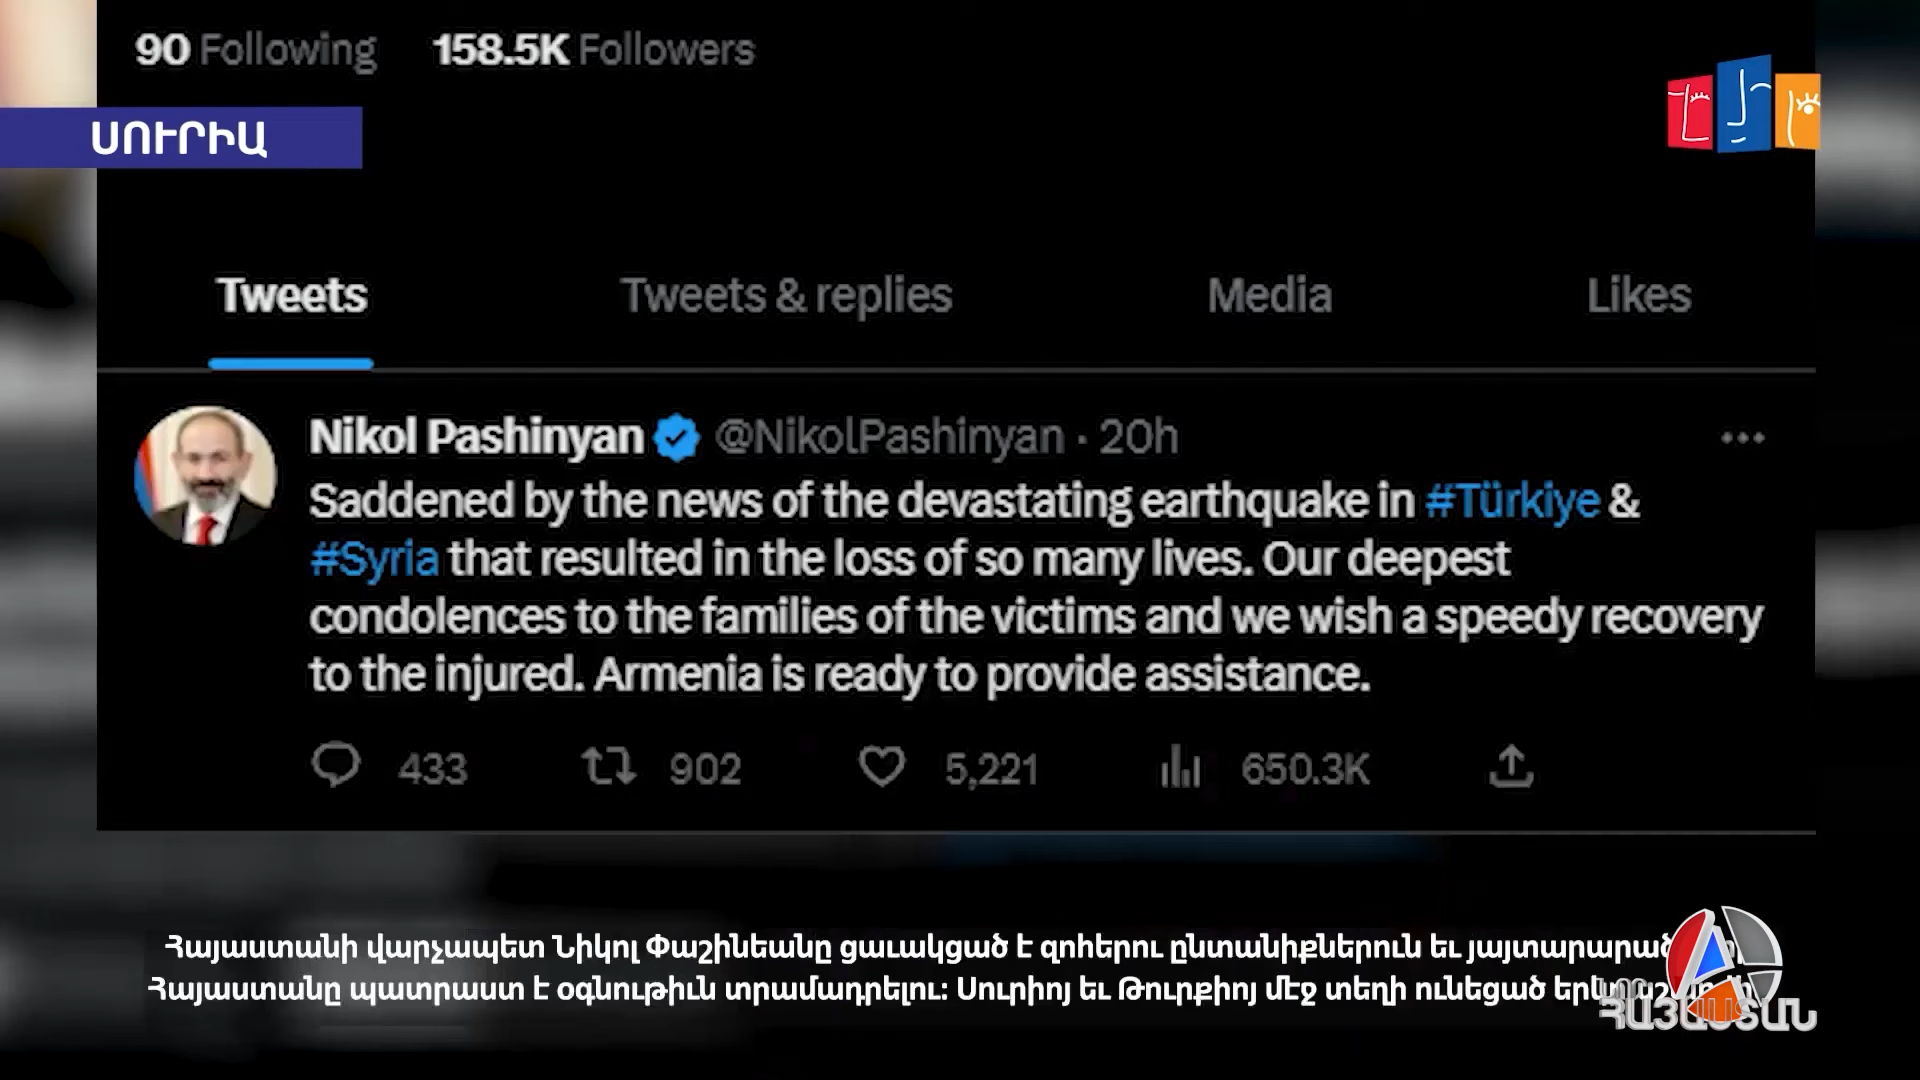 90 Following 158.5K Followers
ՍՈՒՐԻԱ
Tweets Tweets & replies Media Likes
Nikol Pashinyan @NikolPashinyan · 20h
Saddened by the news of the devastating earthquake in #Türkiye &
#Syria that resulted in the loss of so many lives. Our deepest
condolences to the families of the victims and we wish a speedy recovery
to the injured. Armenia is ready to provide assistance.
433 902 5,221 650.3K
Հայաստանի վարչապետ Նիկոլ Փաշինեանը ցաւակցած է զոհերու ընտանիքներուն եւ յայտարարած
Հայաստանը պատրաստ է օգնութիւն տրամադրելու: Սուրիոյ եւ Թուրքիոյ մէջ տեղի ունեցած
ՀԱՅԱՍՏԱՆ